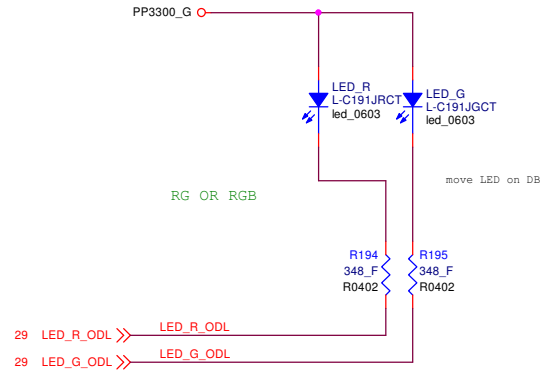 PP3300_G
LED_R
L-C191JRCT
led_0603
LED_G
L-C191JGCT
led_0603
move LED on DB
RG OR RGB
R194
348_F
R0402
R195
348_F
R0402
29 LED_R_ODL LED_R_ODL
29 LED_G_ODL LED_G_ODL